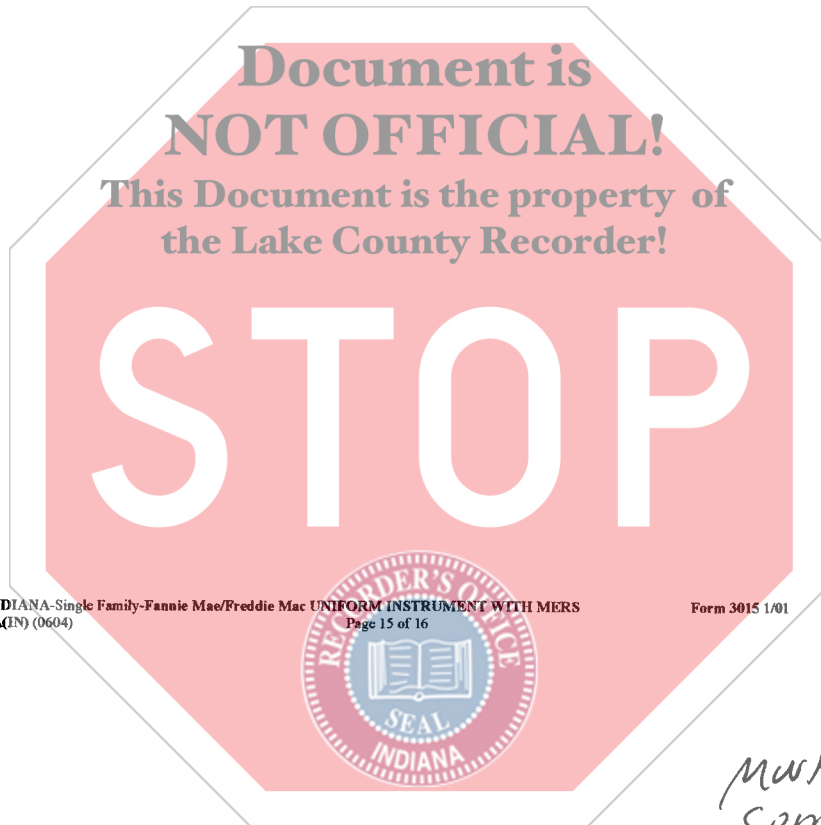 Document is
NOT OFFICIAL!
This Document is the property of
the Lake County Recorder!
STOP
DIANA-Single Family-Fannie Mae/Freddie Mac UNIFORM INSTRUMENT WITH MERS Form 3015 1/01
(IN) (0604) Page 15 of 16
RECORDER'S OFFICE
SEAL
INDIANA